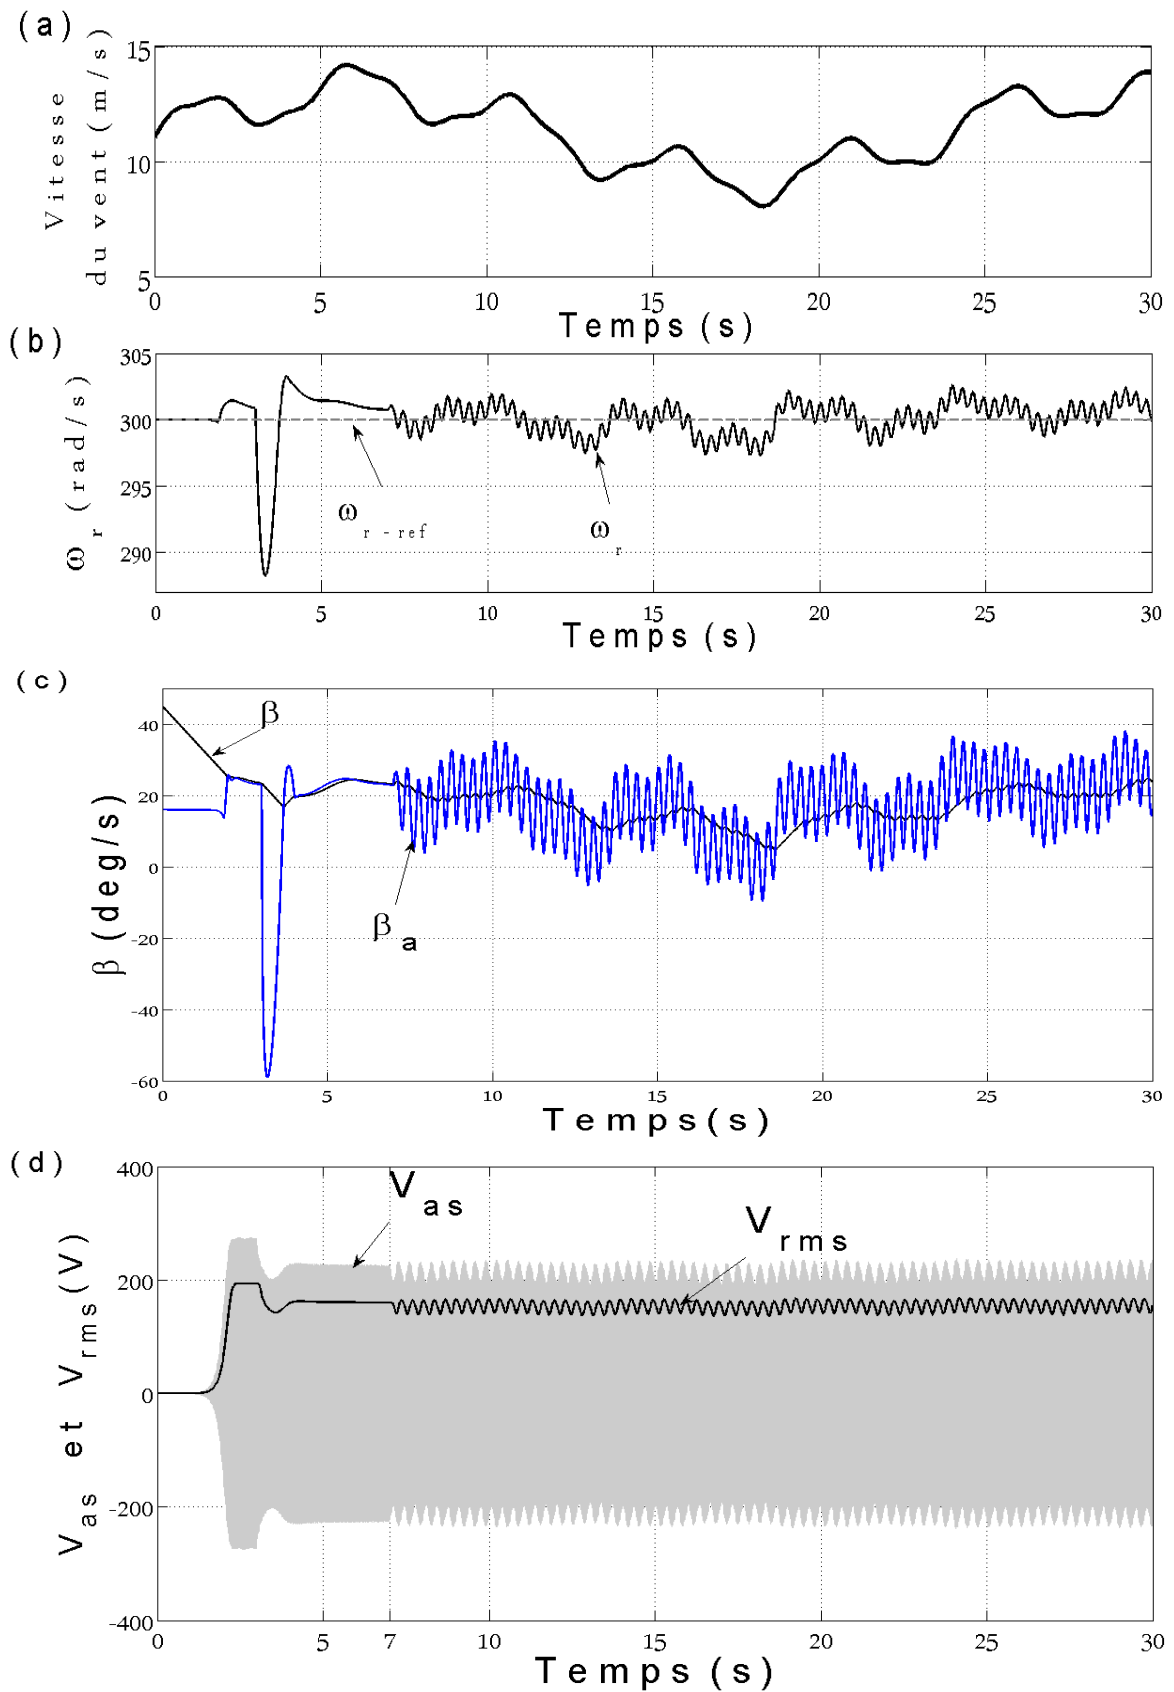 (a)
Vitesse
du vent (m/s)
15
10
5
0 5 10 15 20 25 30
Temps (s)
(b)
ω r (rad/s)
305
300
295
290
ω r - ref
ω r
0 5 10 15 20 25 30
Temps (s)
(c)
β (deg/s)
40
20
0
-20
-40
-60
β
β a
0 5 10 15 20 25 30
Temps(s)
(d)
V as et V rms (V)
400
200
0
-200
-400
V as
V rms
0 5 7 10 15 20 25 30
Temps (s)